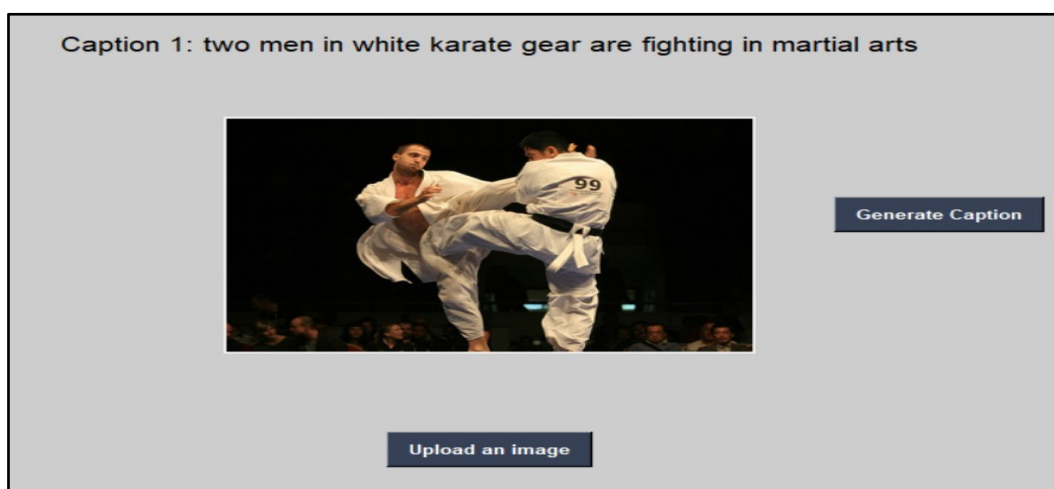 Caption 1: two men in white karate gear are fighting in martial arts
99
Generate Caption
Upload an image